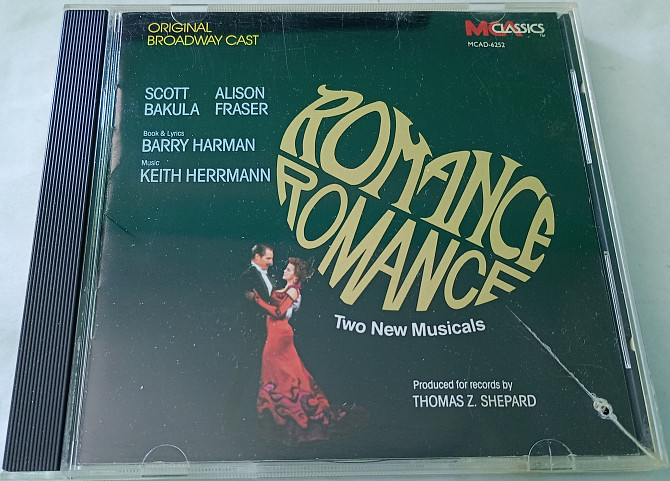 ORIGINAL
BROADWAY CAST
MCA CLASSICS TM
MCAD-6252
SCOTT ALISON
BAKULA FRASER
Book & Lyrics
BARRY HARMAN
Music
KEITH HERRMANN
ROMANCE
ROMANCE
Two New Musicals
Produced for records by
THOMAS Z. SHEPARD